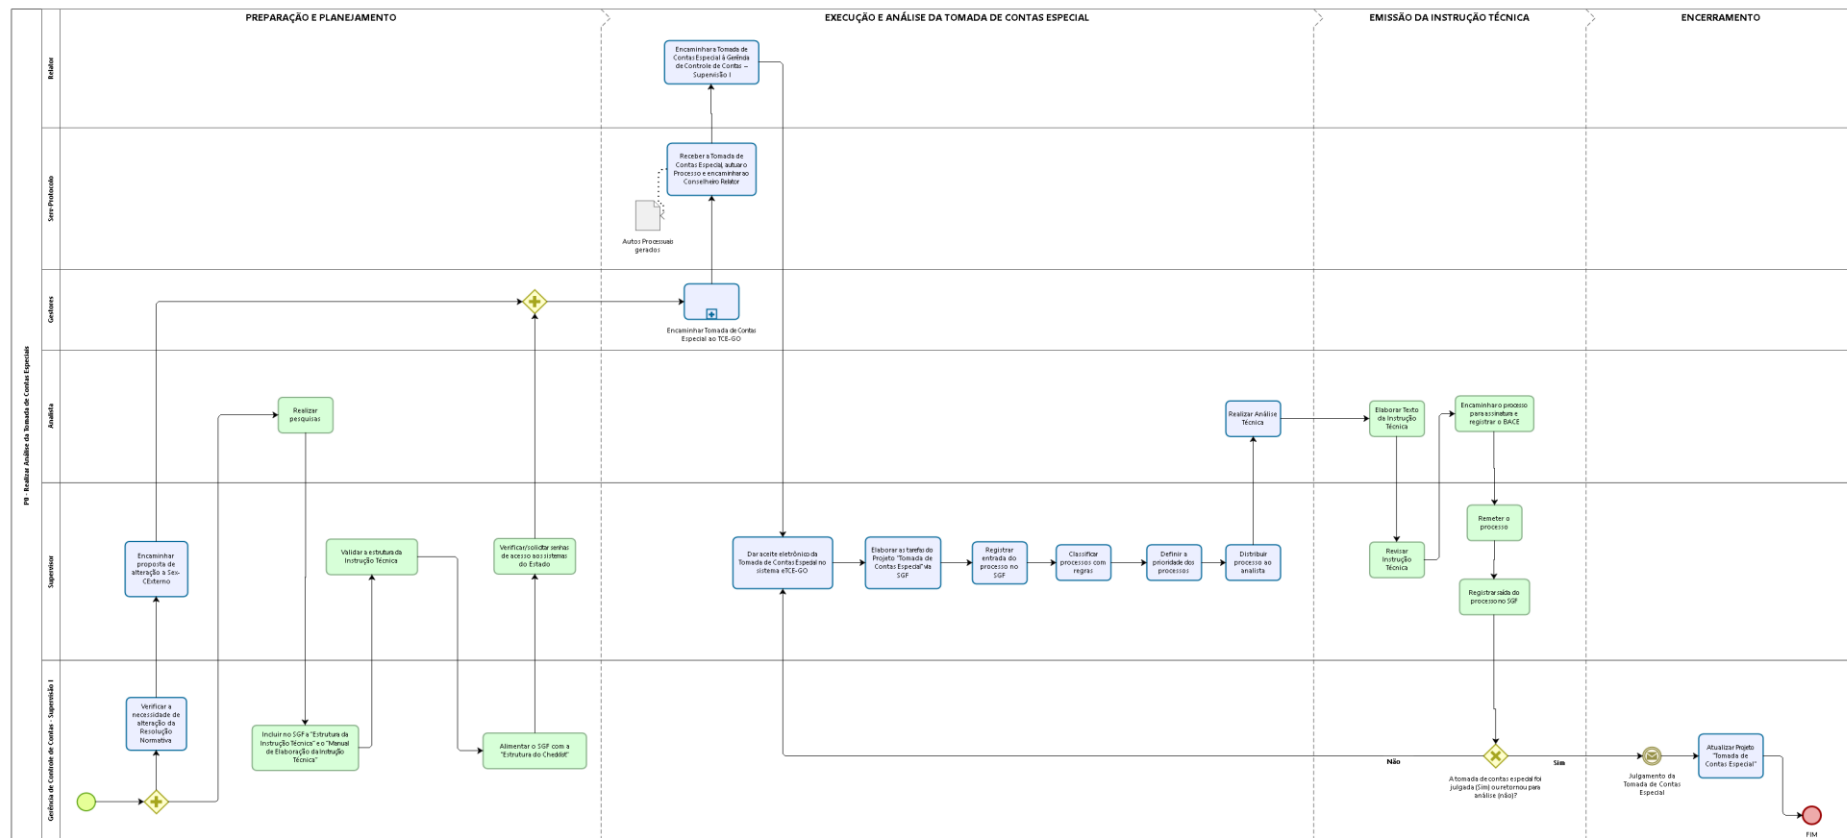 PREPARAÇÃO E PLANEJAMENTO
EXECUÇÃO E ANÁLISE DA TOMADA DE CONTAS ESPECIAL
EMISSÃO DA INSTRUÇÃO TÉCNICA
ENCERRAMENTO
P8 - Realizar Análise da Tomada de Contas Especiais
Relator
Encaminhar a Tomada de
Contas Especial à Gerência
de Controle de Contas –
Supervisão I
Serv-Protocolo
Receber a Tomada de
Contas Especial, autuar o
Processo e encaminhar ao
Conselheiro Relator
Autos Processuais
gerados
Gestores
Encaminhar Tomada de Contas
Especial ao TCE-GO
Analista
Realizar
pesquisas
Realizar Análise
Técnica
Elaborar Texto
da Instrução
Técnica
Encaminhar o processo
para assinatura e
registrar o BACE
Supervisor
Encaminhar
proposta de
alteração a Sex-
CExterno
Validar a estrutura da
Instrução Técnica
Verificar/solicitar senhas
de acesso aos sistemas
do Estado
Dar aceite eletrônico da
Tomada de Contas Especial no
sistema eTCE-GO
Elaborar as tarefas do
Projeto "Tomada de
Contas Especial" via
SGF
Registrar
entrada do
processo no
SGF
Classificar
processos com
regras
Definir a
prioridade dos
processos
Distribuir
processo ao
analista
Revisar
Instrução
Técnica
Remeter o
processo
Registrar saída do
processo no SGF
Gerência de Controle de Contas - Supervisão I
Verificar a
necessidade de
alteração da
Resolução
Normativa
Incluir no SGF a "Estrutura da
Instrução Técnica" e o "Manual
de Elaboração da Instrução
Técnica"
Alimentar o SGF com a
"Estrutura do Checklist"
Não
Sim
A tomada de contas especial foi
julgada (Sim) ou retornou para
análise (não)?
Julgamento da
Tomada de Contas
Especial
Atualizar Projeto
"Tomada de
Contas Especial"
FIM